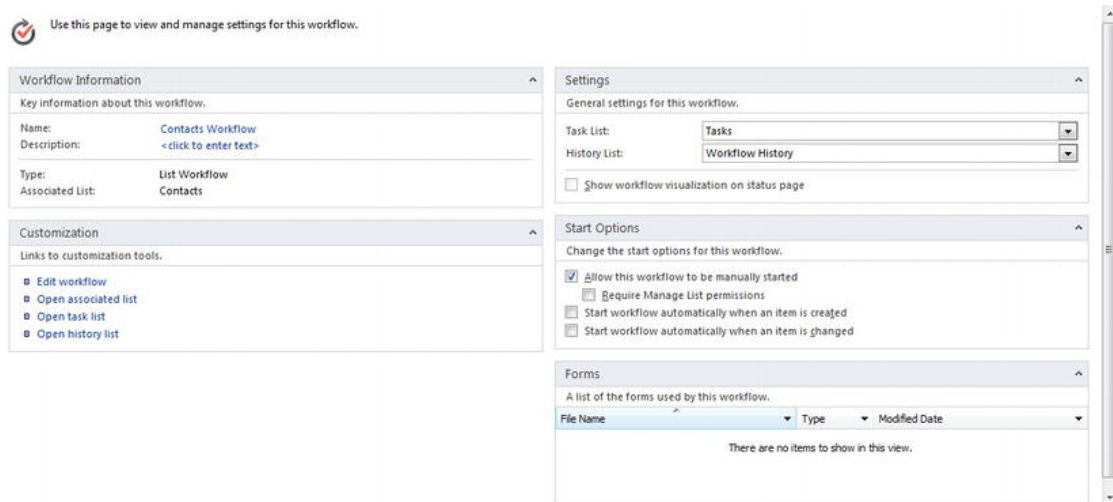 Use this page to view and manage settings for this workflow.
Workflow Information
Key information about this workflow.
Name: Contacts Workflow
Description: <click to enter text>
Type: List Workflow
Associated List: Contacts
Customization
Links to customization tools.
Edit workflow
Open associated list
Open task list
Open history list
Settings
General settings for this workflow.
Task List: Tasks
History List: Workflow History
Show workflow visualization on status page
Start Options
Change the start options for this workflow.
Allow this workflow to be manually started
Require Manage List permissions
Start workflow automatically when an item is created
Start workflow automatically when an item is changed
Forms
A list of the forms used by this workflow.
File Name Type Modified Date
There are no items to show in this view.